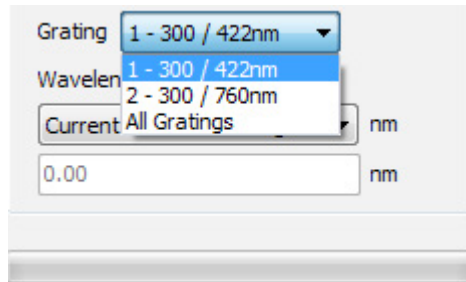 Grating 1 - 300 / 422nm
1 - 300 / 422nm
Wavelen
2 - 300 / 760nm
All Gratings
Current nm
0.00 nm